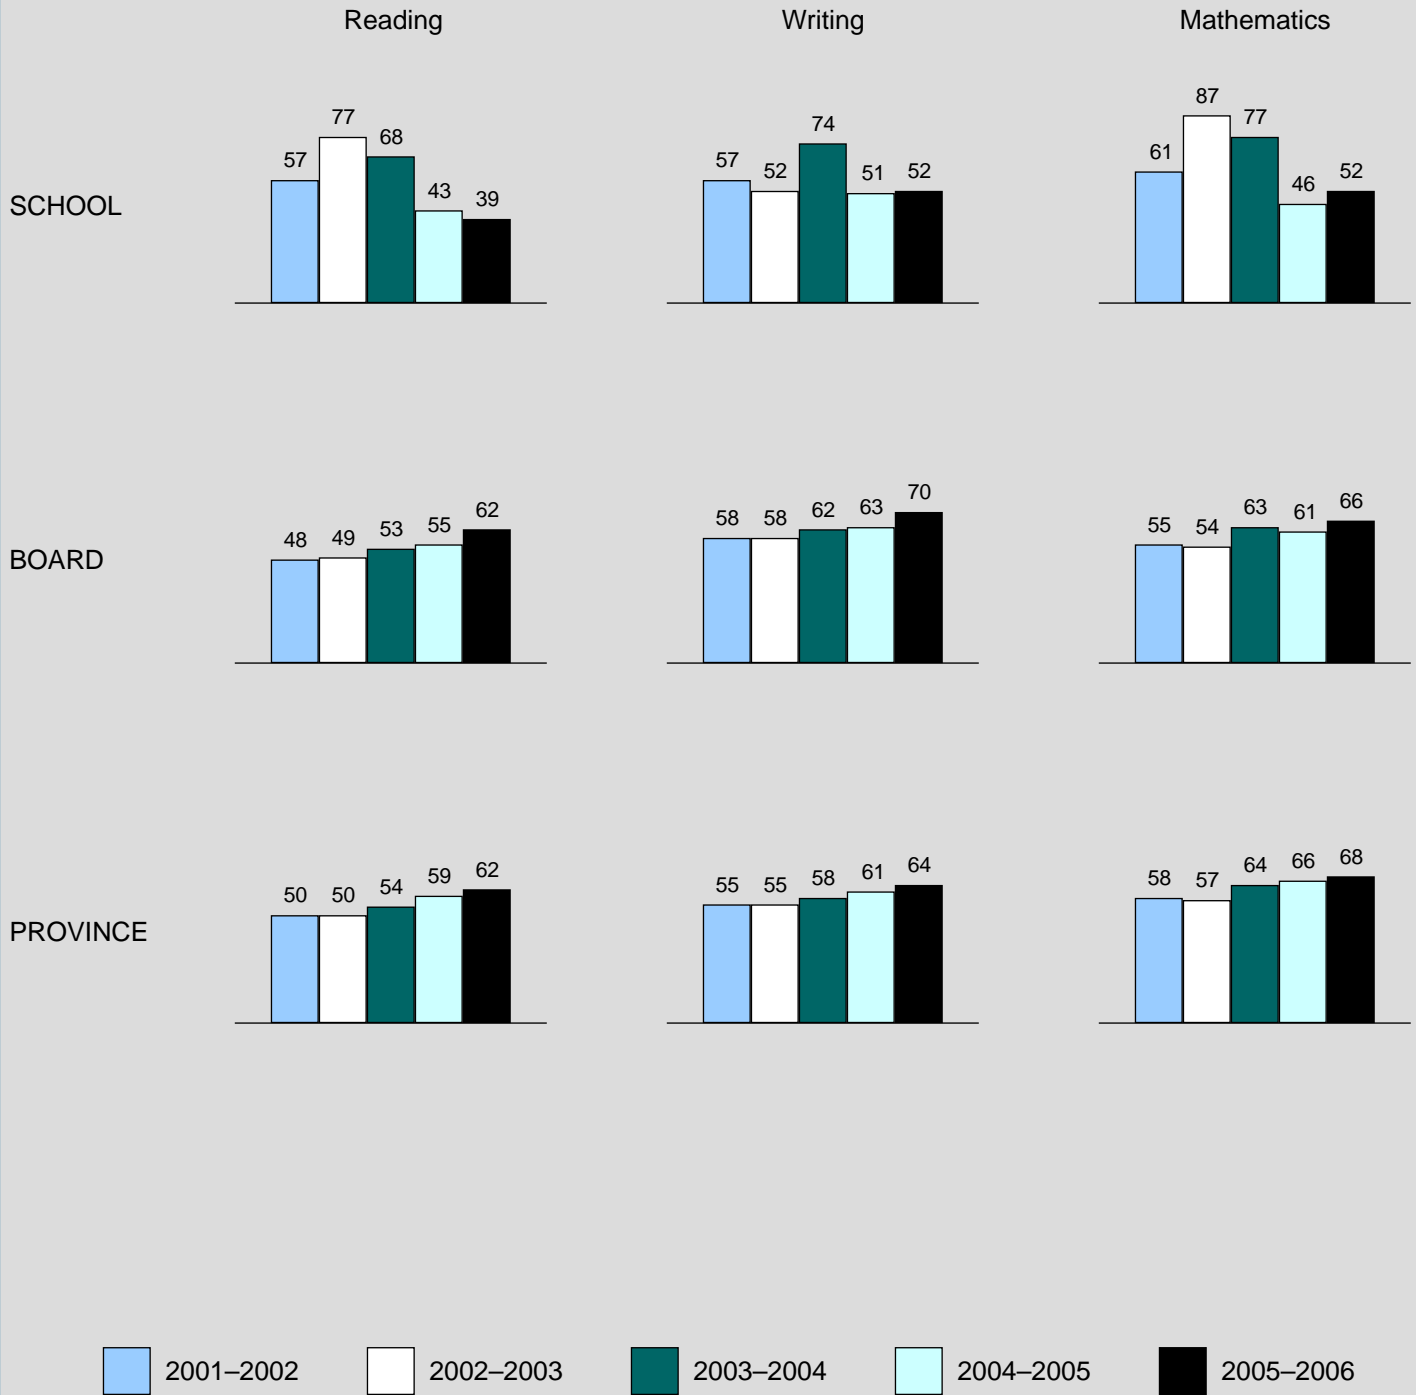 Reading Writing Mathematics
SCHOOL
57 77 68 43 39
57 52 74 51 52
61 87 77 46 52
BOARD
48 49 53 55 62
58 58 62 63 70
55 54 63 61 66
PROVINCE
50 50 54 59 62
55 55 58 61 64
58 57 64 66 68
2001–2002 2002–2003 2003–2004 2004–2005 2005–2006